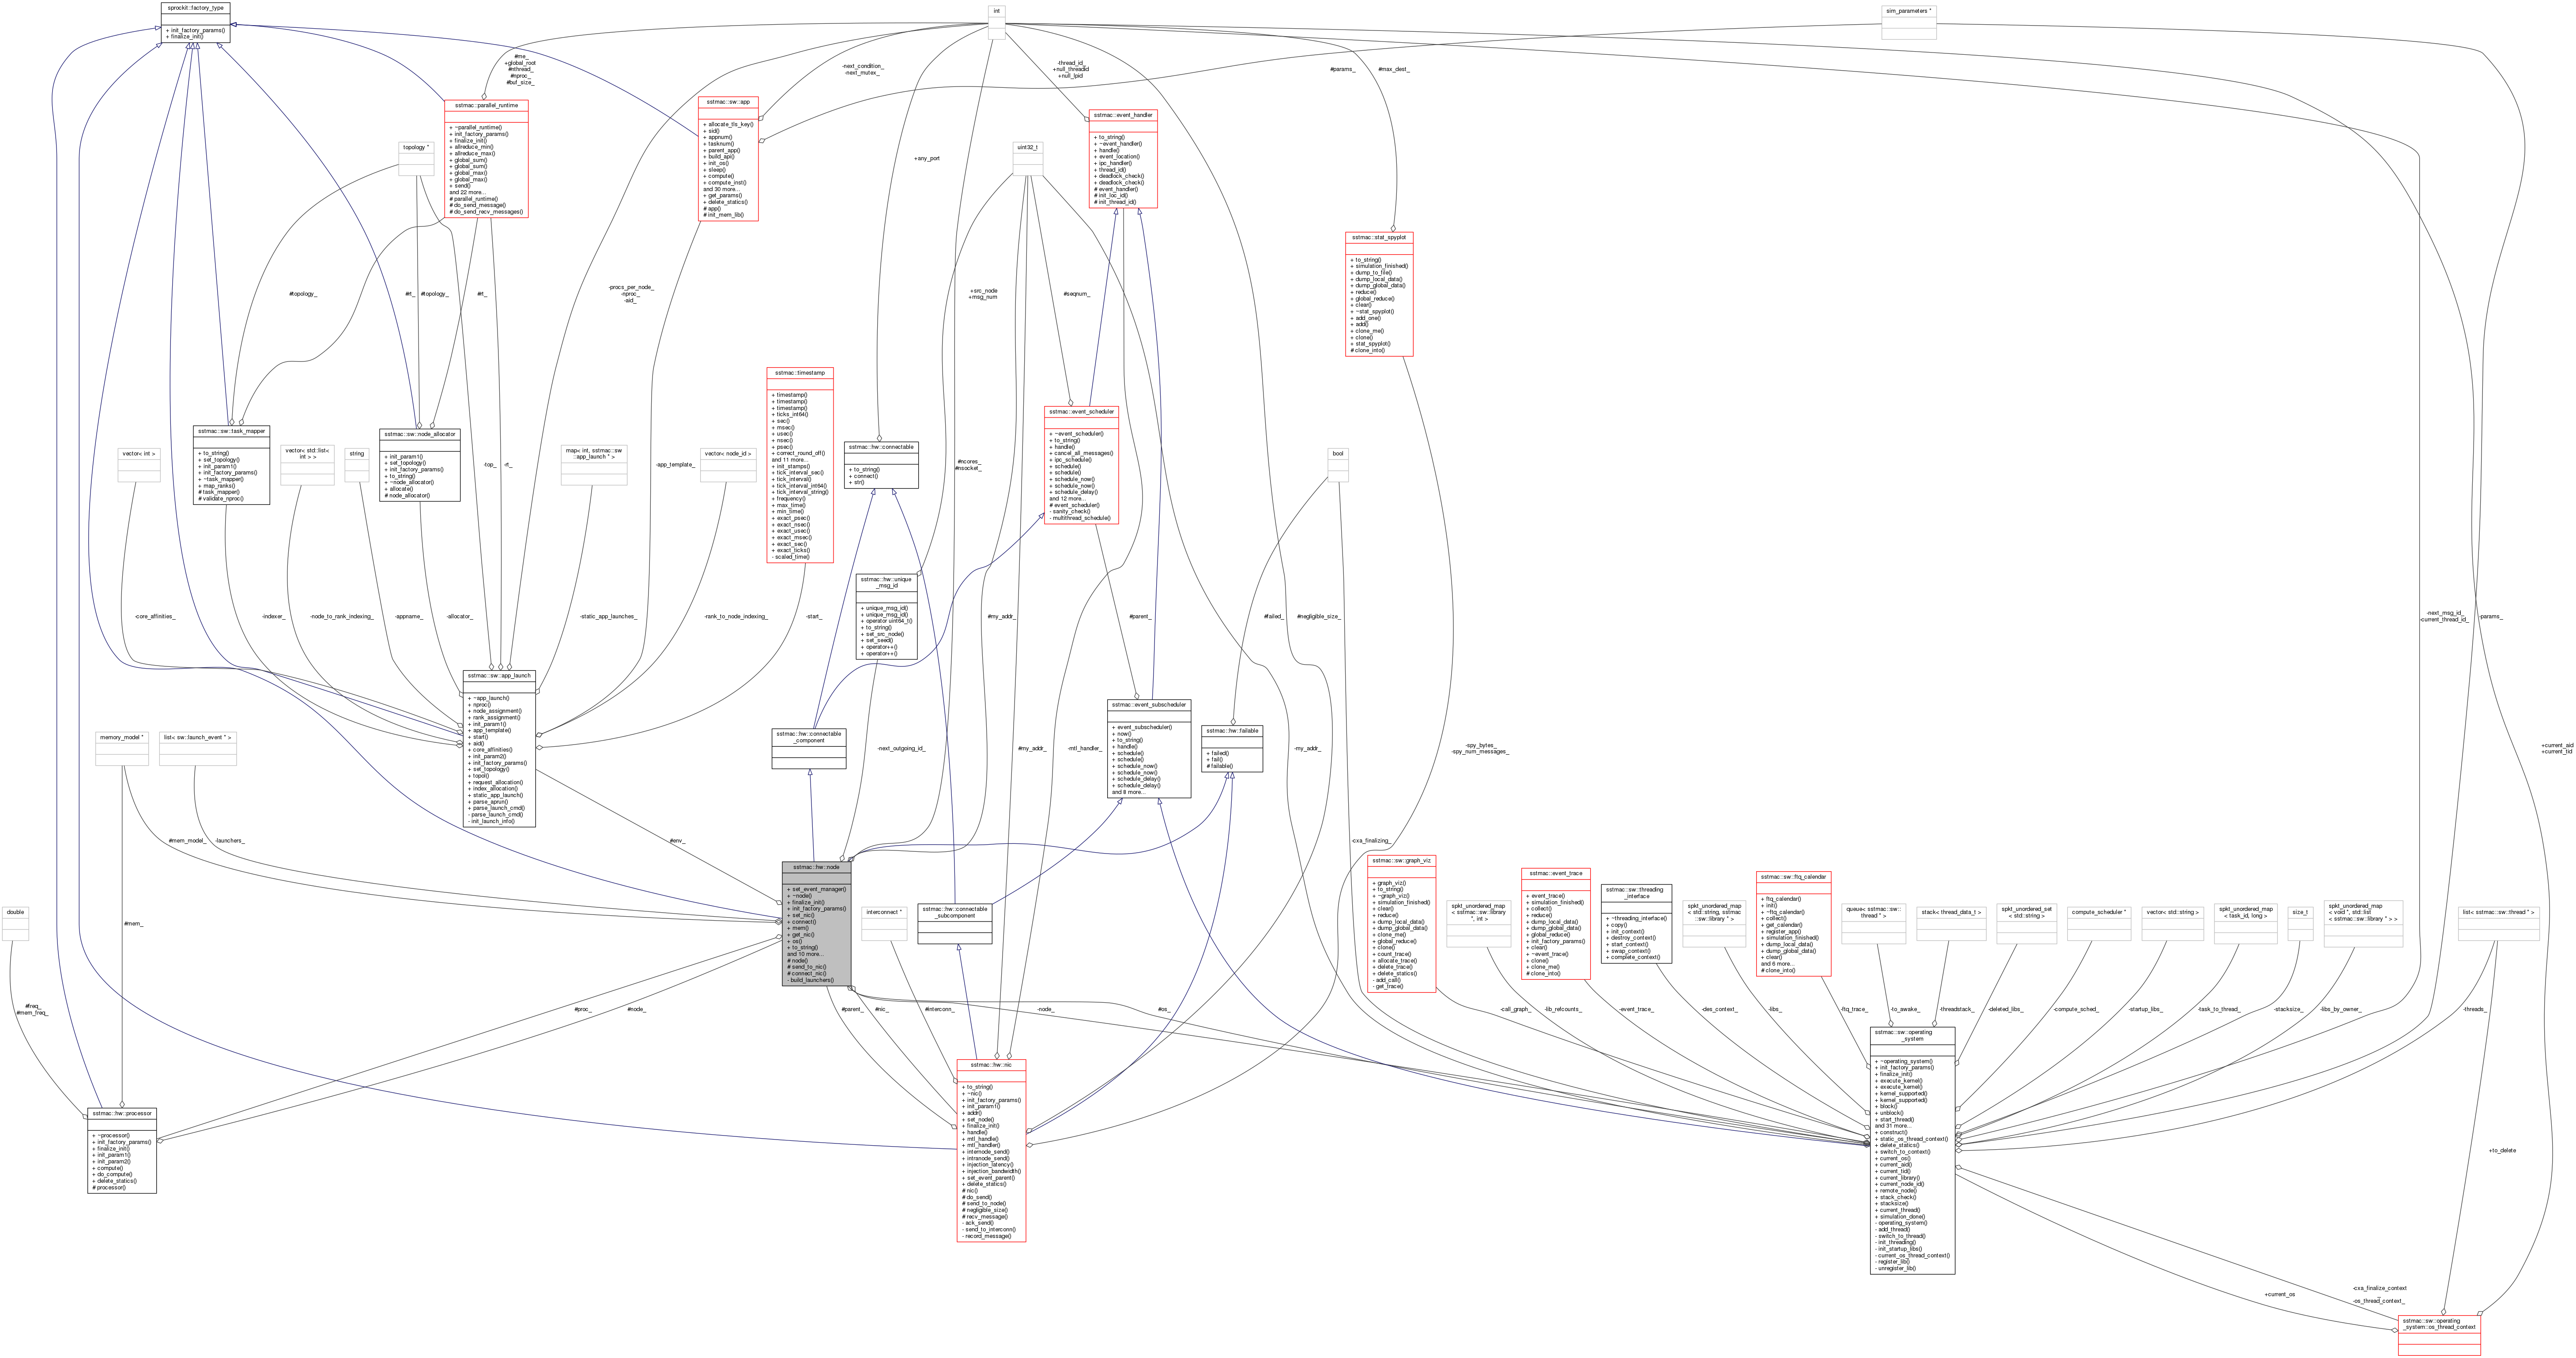 sprockit::factory_type
+ init_factory_params()
+ finalize_init()
int
sim_parameters *
#me_
+global_root
#nthread_
#nproc_
#buf_size_
-next_condition_
-next_mutex_
-thread_id_
+null_threadid
+null_lpid
#max_dest_
#params_
sstmac::parallel_runtime
+ ~parallel_runtime()
+ init_factory_params()
+ finalize_init()
+ allreduce_min()
+ allreduce_max()
+ global_sum()
+ global_sum()
+ global_max()
+ global_max()
+ send()
and 22 more...
# parallel_runtime()
# do_send_message()
# do_send_recv_messages()
sstmac::sw::app
+ allocate_tls_key()
+ sid()
+ appnum()
+ tasknum()
+ parent_app()
+ build_api()
+ init_os()
+ sleep()
+ compute()
+ compute_inst()
and 30 more...
+ get_params()
+ delete_statics()
# app()
# init_mem_lib()
sstmac::event_handler
+ to_string()
+ ~event_handler()
+ handle()
+ event_location()
+ ipc_handler()
+ thread_id()
+ deadlock_check()
+ deadlock_check()
# event_handler()
# init_loc_id()
# init_thread_id()
topology *
+any_port
uint32_t
sstmac::stat_spyplot
+ to_string()
+ simulation_finished()
+ dump_to_file()
+ dump_local_data()
+ dump_global_data()
+ reduce()
+ global_reduce()
+ clear()
+ ~stat_spyplot()
+ add_one()
+ add()
+ clone_me()
+ clone()
+ stat_spyplot()
# clone_into()
#topology_
#rt_
#topology_
#rt_
-procs_per_node_
-nproc_
-aid_
+src_node
+msg_num
#seqnum_
sstmac::timestamp
+ timestamp()
+ timestamp()
+ timestamp()
+ ticks_int64()
+ sec()
+ msec()
+ usec()
+ nsec()
+ psec()
+ correct_round_off()
and 11 more...
+ init_stamps()
+ tick_interval_sec()
+ tick_interval()
+ tick_interval_int64()
+ tick_interval_string()
+ frequency()
+ max_time()
+ min_time()
+ exact_psec()
+ exact_nsec()
+ exact_usec()
+ exact_msec()
+ exact_sec()
+ exact_ticks()
- scaled_time()
sstmac::event_scheduler
+ ~event_scheduler()
+ to_string()
+ handle()
+ cancel_all_messages()
+ ipc_schedule()
+ schedule()
+ schedule()
+ schedule_now()
+ schedule_now()
+ schedule_delay()
and 12 more...
# event_scheduler()
- sanity_check()
- multithread_schedule()
vector< int >
sstmac::sw::task_mapper
+ to_string()
+ set_topology()
+ init_param1()
+ init_factory_params()
+ ~task_mapper()
+ map_ranks()
# task_mapper()
# validate_nproc()
vector< std::list<
int > >
string
sstmac::sw::node_allocator
+ init_param1()
+ set_topology()
+ init_factory_params()
+ to_string()
+ ~node_allocator()
+ allocate()
# node_allocator()
-top_
-rt_
map< int, sstmac::sw
::app_launch * >
-app_template_
vector< node_id >
sstmac::hw::connectable
+ to_string()
+ connect()
+ str()
#ncores_
#nsocket_
bool
sstmac::hw::unique
_msg_id
+ unique_msg_id()
+ unique_msg_id()
+ operator uint64_t()
+ to_string()
+ set_src_node()
+ set_seed()
+ operator++()
+ operator++()
-core_affinities_
-indexer_
-node_to_rank_indexing_
-appname_
-allocator_
-static_app_launches_
-rank_to_node_indexing_
-start_
#my_addr_
#parent_
#failed_
#negligible_size_
-next_msg_id_
-current_thread_id_
-params_
sstmac::sw::app_launch
+ ~app_launch()
+ nproc()
+ node_assignment()
+ rank_assignment()
+ init_param1()
+ app_template()
+ start()
+ aid()
+ core_affinities()
+ init_param2()
+ init_factory_params()
+ set_topology()
+ topol()
+ request_allocation()
+ index_allocation()
+ static_app_launch()
+ parse_aprun()
+ parse_launch_cmd()
- parse_launch_cmd()
- init_launch_info()
sstmac::hw::connectable
_component
-next_outgoing_id_
#my_addr_
-mtl_handler_
sstmac::event_subscheduler
+ event_subscheduler()
+ now()
+ to_string()
+ handle()
+ schedule()
+ schedule()
+ schedule_now()
+ schedule_now()
+ schedule_delay()
+ schedule_delay()
and 8 more...
sstmac::hw::failable
+ failed()
+ fail()
# failable()
-my_addr_
-spy_bytes_
-spy_num_messages_
+current_aid
+current_tid
memory_model *
list< sw::launch_event * >
#mem_model_
-launchers_
#env_
-cxa_finalizing_
sstmac::hw::node
+ set_event_manager()
+ ~node()
+ finalize_init()
+ init_factory_params()
+ set_nic()
+ connect()
+ mem()
+ get_nic()
+ os()
+ to_string()
and 10 more...
# node()
# send_to_nic()
# connect_nic()
- build_launchers()
sstmac::sw::graph_viz
+ graph_viz()
+ to_string()
+ ~graph_viz()
+ simulation_finished()
+ clear()
+ reduce()
+ dump_local_data()
+ dump_global_data()
+ clone_me()
+ global_reduce()
+ clone()
+ count_trace()
+ allocate_trace()
+ delete_trace()
+ delete_statics()
- add_call()
- get_trace()
spkt_unordered_map
< sstmac::sw::library
*, int >
sstmac::sw::event_trace
+ event_trace()
+ simulation_finished()
+ collect()
+ reduce()
+ dump_local_data()
+ dump_global_data()
+ global_reduce()
+ init_factory_params()
+ clear()
+ ~event_trace()
+ clone()
+ clone_me()
# clone_into()
sstmac::sw::threading
_interface
+ ~threading_interface()
+ copy()
+ init_context()
+ destroy_context()
+ start_context()
+ swap_context()
+ complete_context()
spkt_unordered_map
< std::string, sstmac
::sw::library * >
sstmac::sw::ftq_calendar
+ ftq_calendar()
+ init()
+ ~ftq_calendar()
+ collect()
+ get_calendar()
+ register_app()
+ simulation_finished()
+ dump_local_data()
+ dump_global_data()
+ clear()
and 6 more...
# clone_into()
queue< sstmac::sw::
thread * >
stack< thread_data_t >
spkt_unordered_set
< std::string >
compute_scheduler *
vector< std::string >
spkt_unordered_map
< task_id, long >
size_t
spkt_unordered_map
< void *, std::list
< sstmac::sw::library * > >
list< sstmac::sw::thread * >
double
#mem_
interconnect *
sstmac::hw::connectable
_subcomponent
#req_
#mem_freq_
#proc_
#node_
#parent_
#nic_
#interconn_
-node_
#os_
-call_graph_
-lib_refcounts_
-event_trace_
-des_context_
-libs_
-ftq_trace_
-to_awake_
-threadstack_
-deleted_libs_
-compute_sched_
-startup_libs_
-task_to_thread_
-stacksize_
-libs_by_owner_
-threads_
sstmac::hw::processor
+ ~processor()
+ init_factory_params()
+ finalize_init()
+ init_param1()
+ init_param2()
+ compute()
+ do_compute()
+ delete_statics()
# processor()
sstmac::hw::nic
+ to_string()
+ ~nic()
+ init_factory_params()
+ init_param1()
+ addr()
+ set_node()
+ finalize_init()
+ handle()
+ mtl_handle()
+ mtl_handler()
+ internode_send()
+ intranode_send()
+ injection_latency()
+ injection_bandwidth()
+ set_event_parent()
+ delete_statics()
# nic()
# do_send()
# send_to_node()
# negligible_size()
# recv_message()
- ack_send()
- send_to_interconn()
- record_message()
sstmac::sw::operating
_system
+ ~operating_system()
+ init_factory_params()
+ finalize_init()
+ execute_kernel()
+ execute_kernel()
+ kernel_supported()
+ kernel_supported()
+ block()
+ unblock()
+ start_thread()
and 31 more...
+ construct()
+ static_os_thread_context()
+ delete_statics()
+ switch_to_context()
+ current_os()
+ current_aid()
+ current_tid()
+ current_library()
+ current_node_id()
+ remote_node()
+ stack_check()
+ stacksize()
+ current_thread()
+ simulation_done()
- operating_system()
- add_thread()
- switch_to_thread()
- init_threading()
- init_startup_libs()
- current_os_thread_context()
- register_lib()
- unregister_lib()
+to_delete
+current_os
-cxa_finalize_context
_
-os_thread_context_
sstmac::sw::operating
_system::os_thread_context